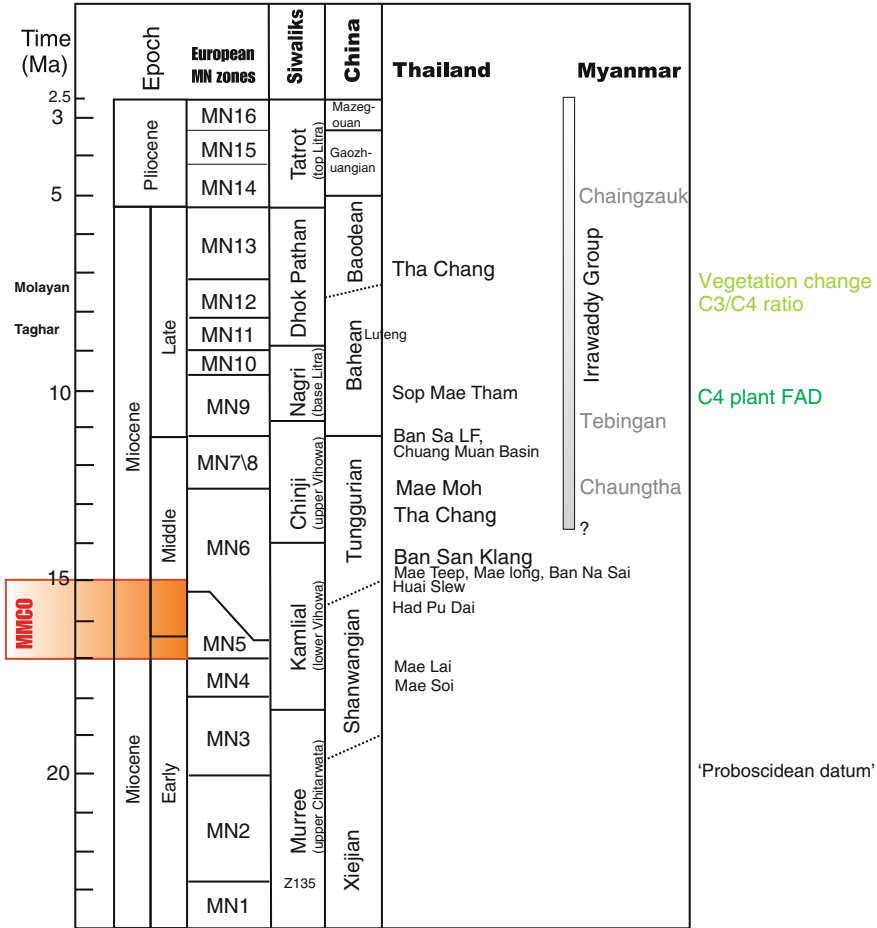 Time
(Ma)
Epoch
European
MN zones
Siwaliks
China
Thailand
Myanmar
2.5
3
5
10
15
20
Molayan
Taghar
MMCO
Pliocene
Miocene
Late
Middle
Miocene
Early
MN16
MN15
MN14
MN13
MN12
MN11
MN10
MN9
MN7\8
MN6
MN5
MN4
MN3
MN2
MN1
Tatrot
(top Litra)
Dhok Pathan
Nagri
(base Litra)
Chinji
(upper Vihowa)
Kamlial
(lower Vihowa)
Murree
(upper Chitarwata)
Z135
Mazeg-
ouan
Gaozh-
uangian
Baodean
Bahean
Lufeng
Tunggurian
Shanwangian
Xiejian
Tha Chang
Sop Mae Tham
Ban Sa LF,
Chuang Muan Basin
Mae Moh
Tha Chang
Ban San Klang
Mae Teep, Mae long, Ban Na Sai
Huai Slew
Had Pu Dai
Mae Lai
Mae Soi
Irrawaddy Group
?
Chaingzauk
Tebingan
Chaungtha
Vegetation change
C3/C4 ratio
C4 plant FAD
‘Proboscidean datum’